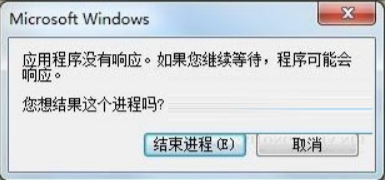 Microsoft Windows
应用程序没有响应。如果您继续等待，程序可能会
响应。
您想结果这个进程吗?
结束进程(E)
取消